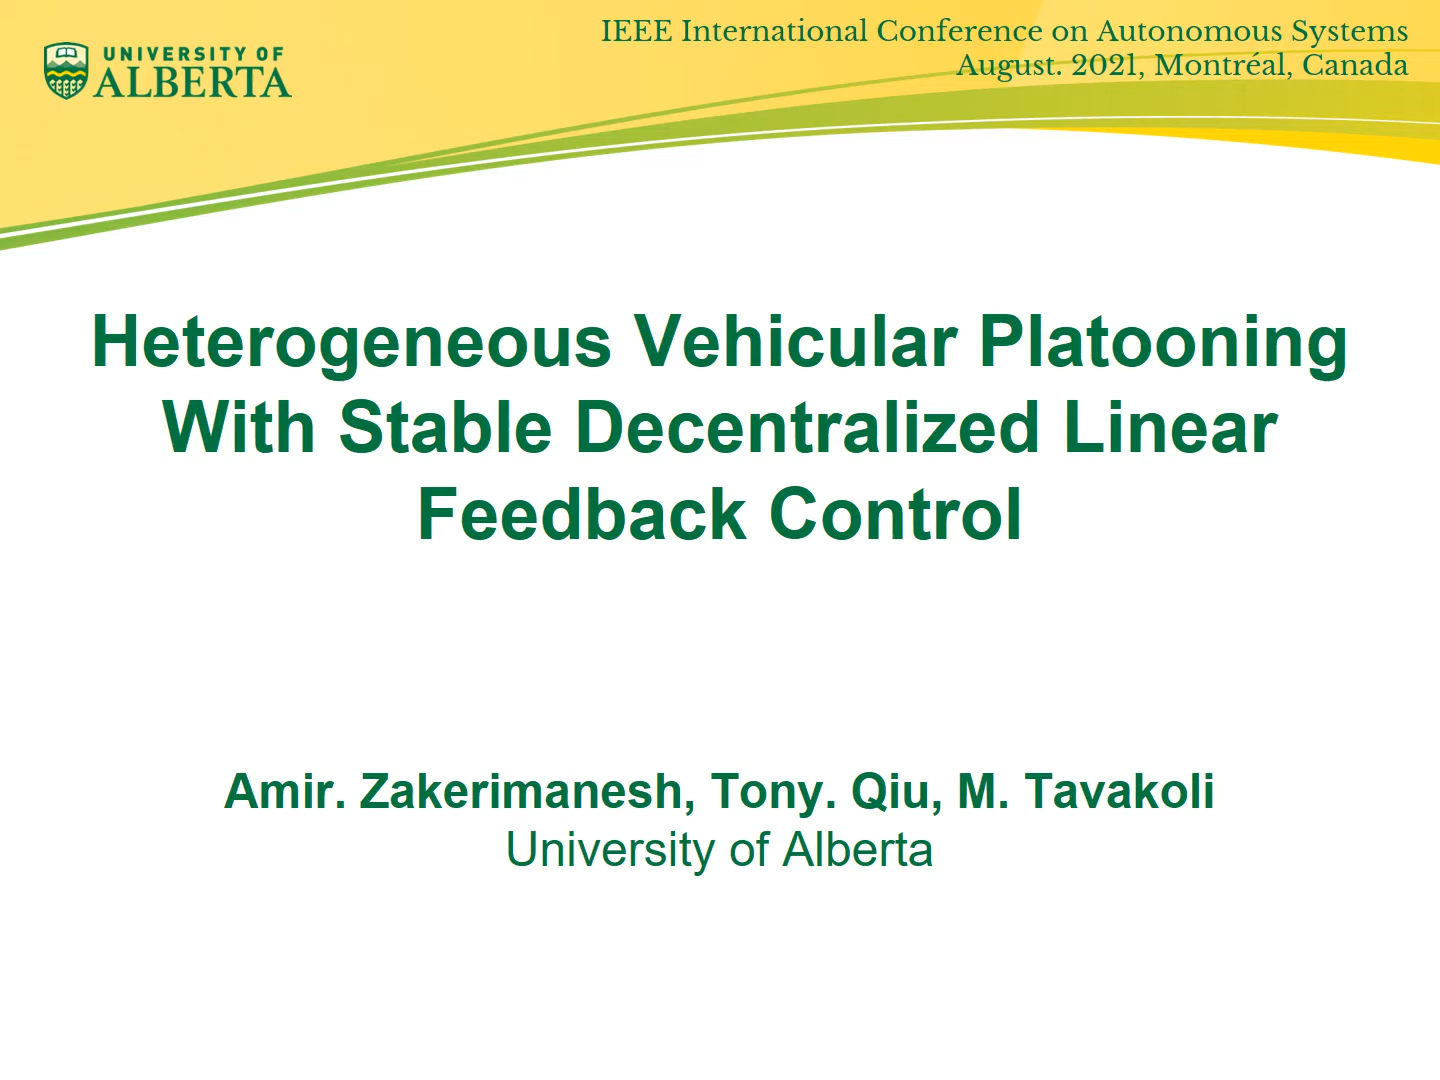 UNIVERSITY OF
ALBERTA
IEEE International Conference on Autonomous Systems
August. 2021, Montréal, Canada
Heterogeneous Vehicular Platooning
With Stable Decentralized Linear
Feedback Control
Amir. Zakerimanesh, Tony. Qiu, M. Tavakoli
University of Alberta